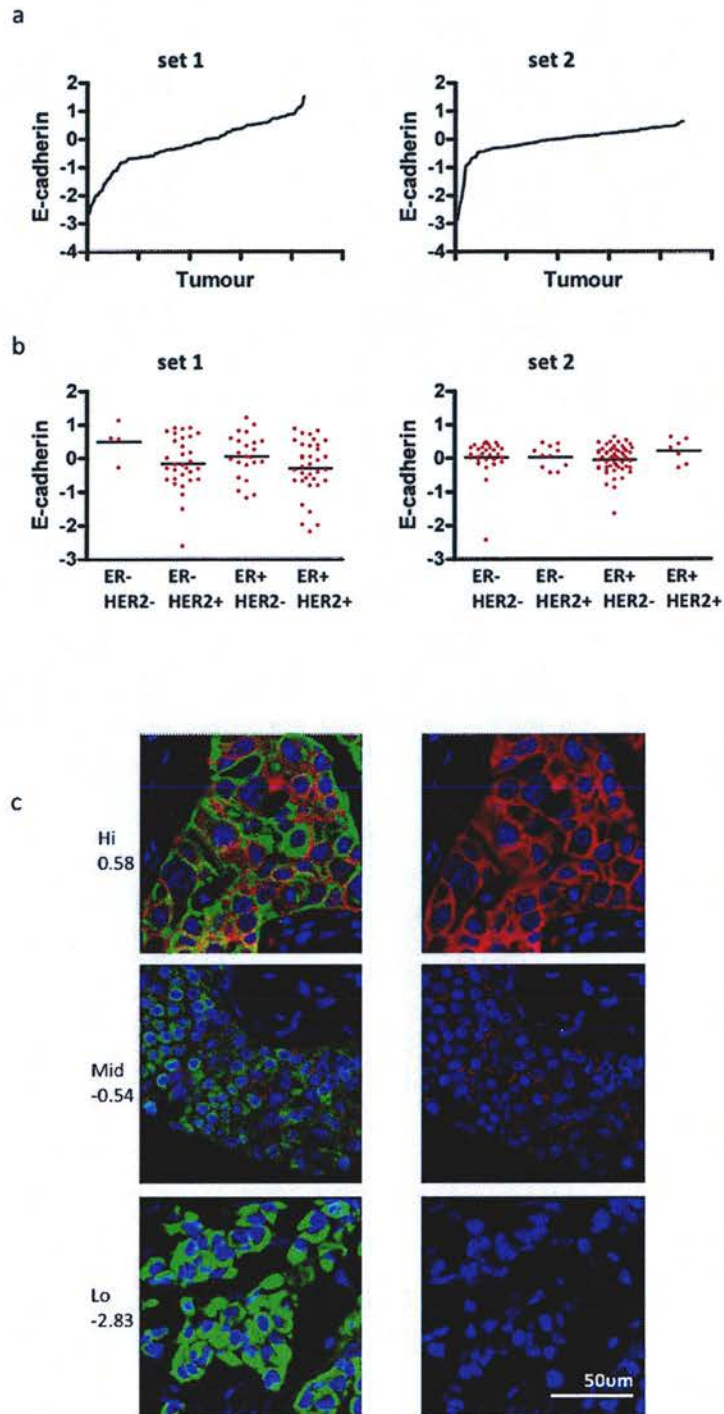 a
set 1
set 2
E-cadherin
2
1
0
-1
-2
-3
-4
Tumour
E-cadherin
2
1
0
-1
-2
-3
-4
Tumour
b
set 1
set 2
E-cadherin
2
1
0
-1
-2
-3
ER- ER- ER+ ER+
HER2- HER2+ HER2- HER2+
E-cadherin
2
1
0
-1
-2
-3
ER- ER- ER+ ER+
HER2- HER2+ HER2- HER2+
c
Hi
0.58
Mid
-0.54
Lo
-2.83
50um